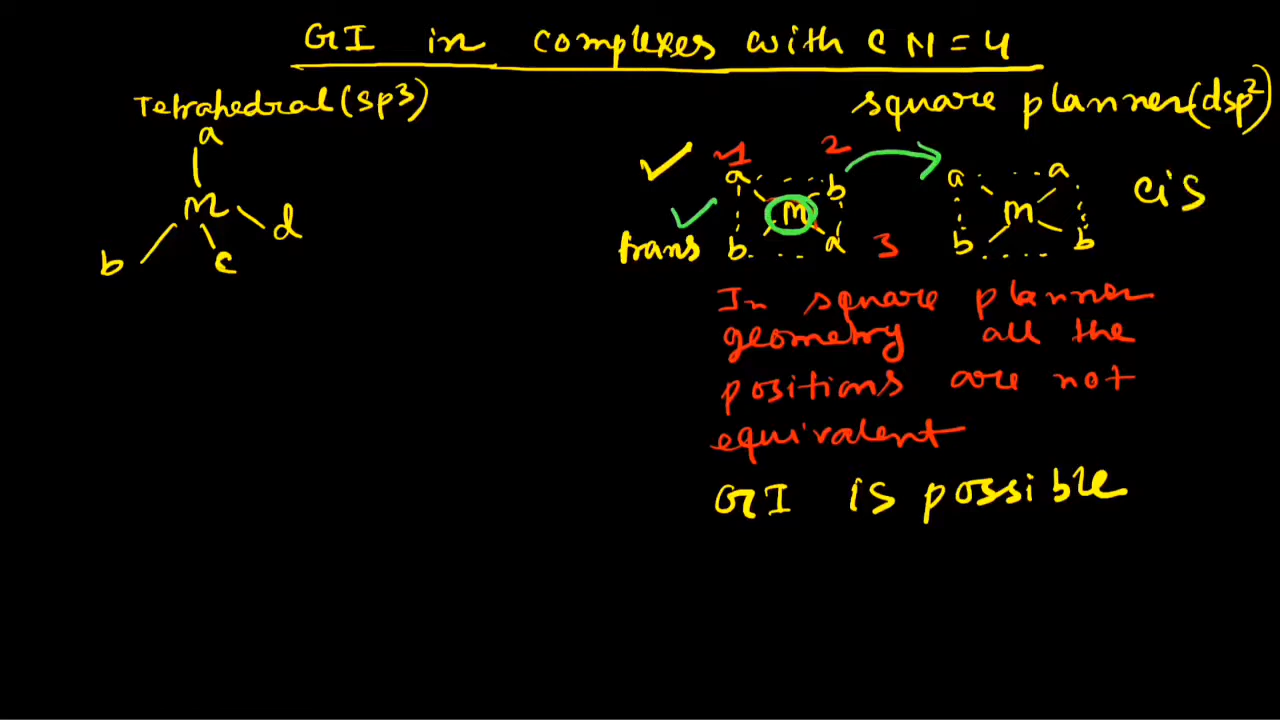 GI in complexes with CN=4
Tetrahedral(sp3)
a
M
b
c
d
square planner(dsp2)
1 2
a b
M
b a
3
trans
a a
M
b b
cis
In square planner
geometry all the
positions are not
equivalent
GI is possible